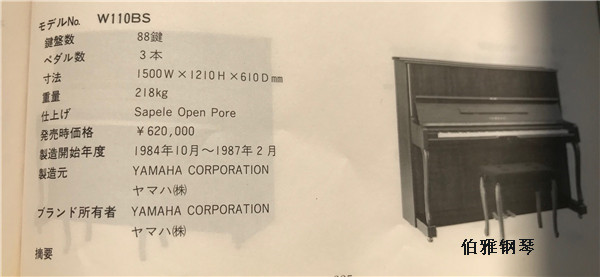 モデルNo. W110BS
鍵盤数 88鍵
ペダル数 3本
寸法 1500W×1210H×610D㎜
重量 218kg
仕上げ Sapele Open Pore
発売時価格 ￥620,000
製造開始年度 1984年10月～1987年2月
製造元 YAMAHA CORPORATION
ヤマハ㈱
ブランド所有者 YAMAHA CORPORATION
ヤマハ㈱
摘要
伯雅钢琴